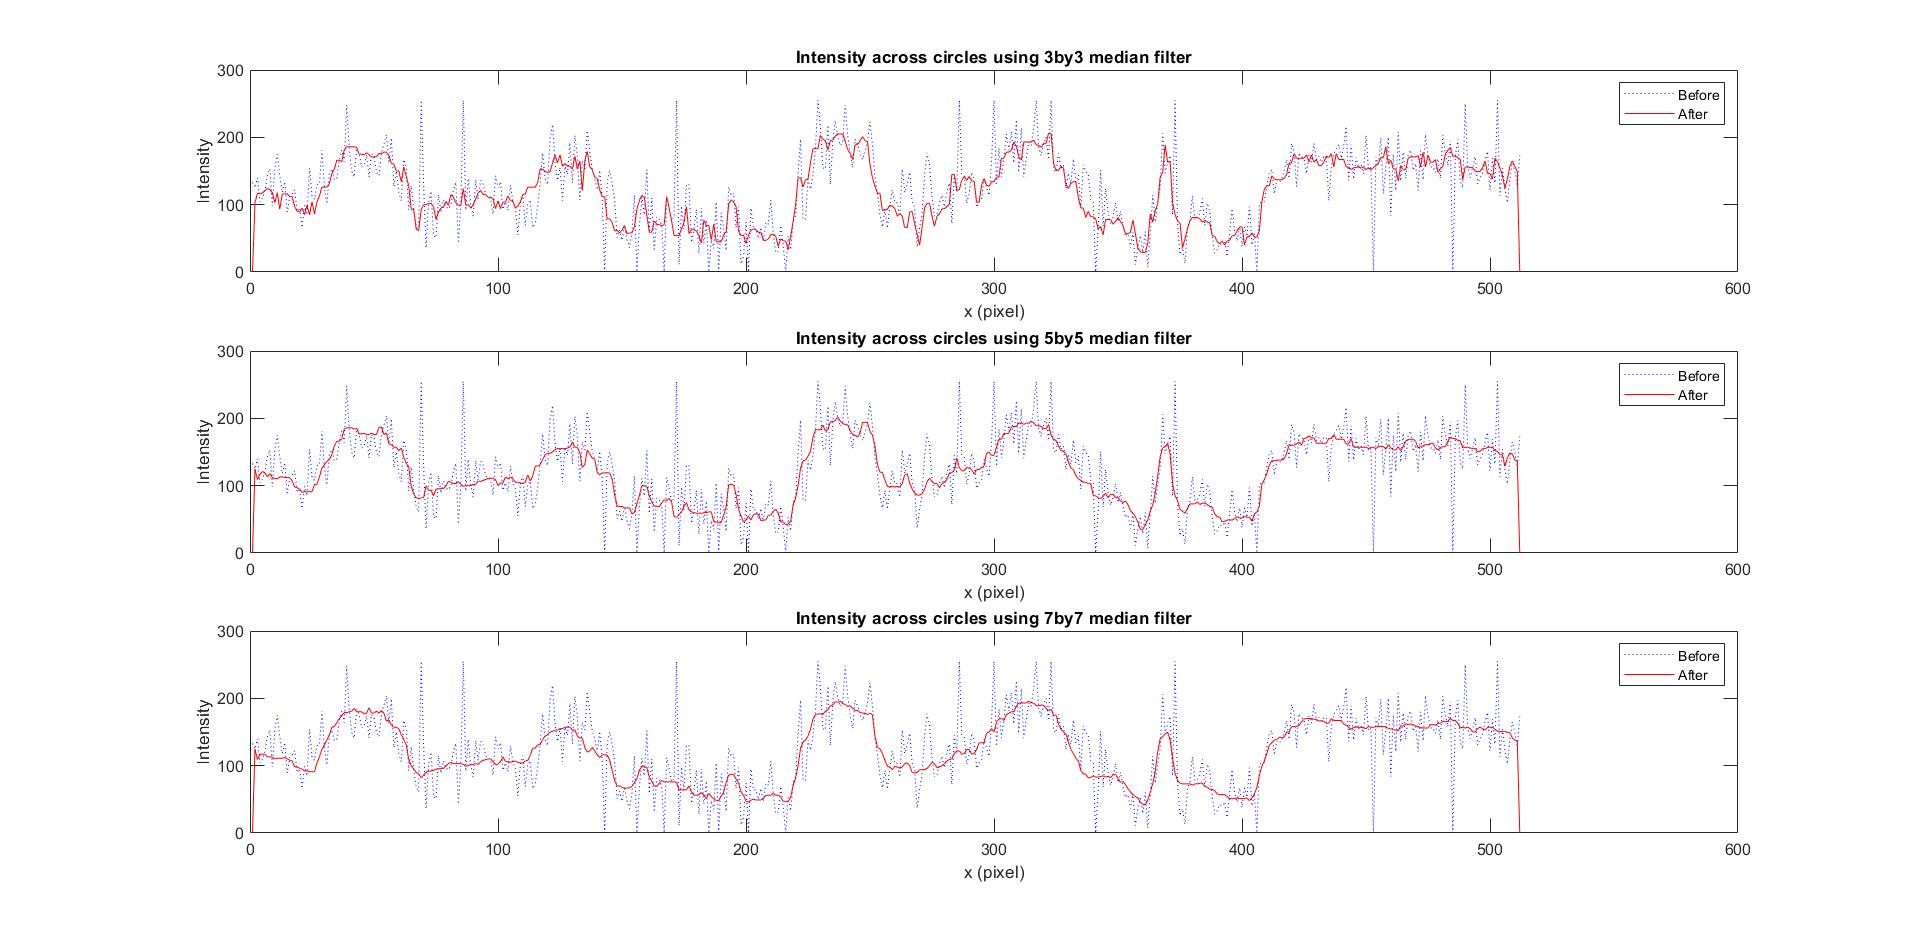 Intensity across circles using 3by3 median filter
300
200
100
0
Intensity
Before
After
0 100 200 300 400 500 600
x (pixel)
Intensity across circles using 5by5 median filter
300
200
100
0
Intensity
Before
After
0 100 200 300 400 500 600
x (pixel)
Intensity across circles using 7by7 median filter
300
200
100
0
Intensity
Before
After
0 100 200 300 400 500 600
x (pixel)